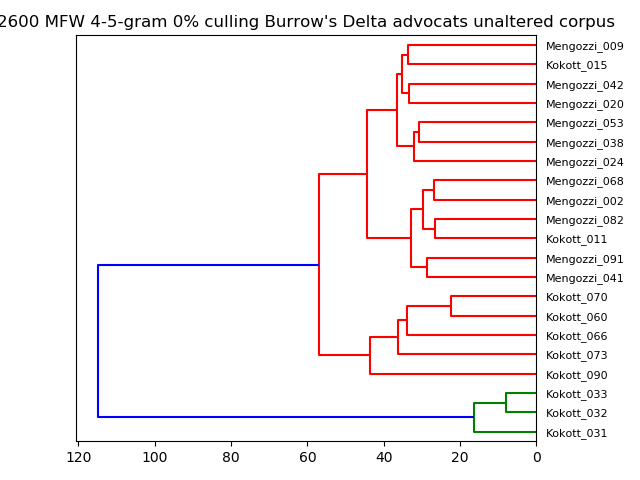 2600 MFW 4-5-gram 0% culling Burrow's Delta advocats unaltered corpus
Mengozzi_009
Kokott_015
Mengozzi_042
Mengozzi_020
Mengozzi_053
Mengozzi_038
Mengozzi_024
Mengozzi_068
Mengozzi_002
Mengozzi_082
Kokott_011
Mengozzi_091
Mengozzi_041
Kokott_070
Kokott_060
Kokott_066
Kokott_073
Kokott_090
Kokott_033
Kokott_032
Kokott_031
120 100 80 60 40 20 0